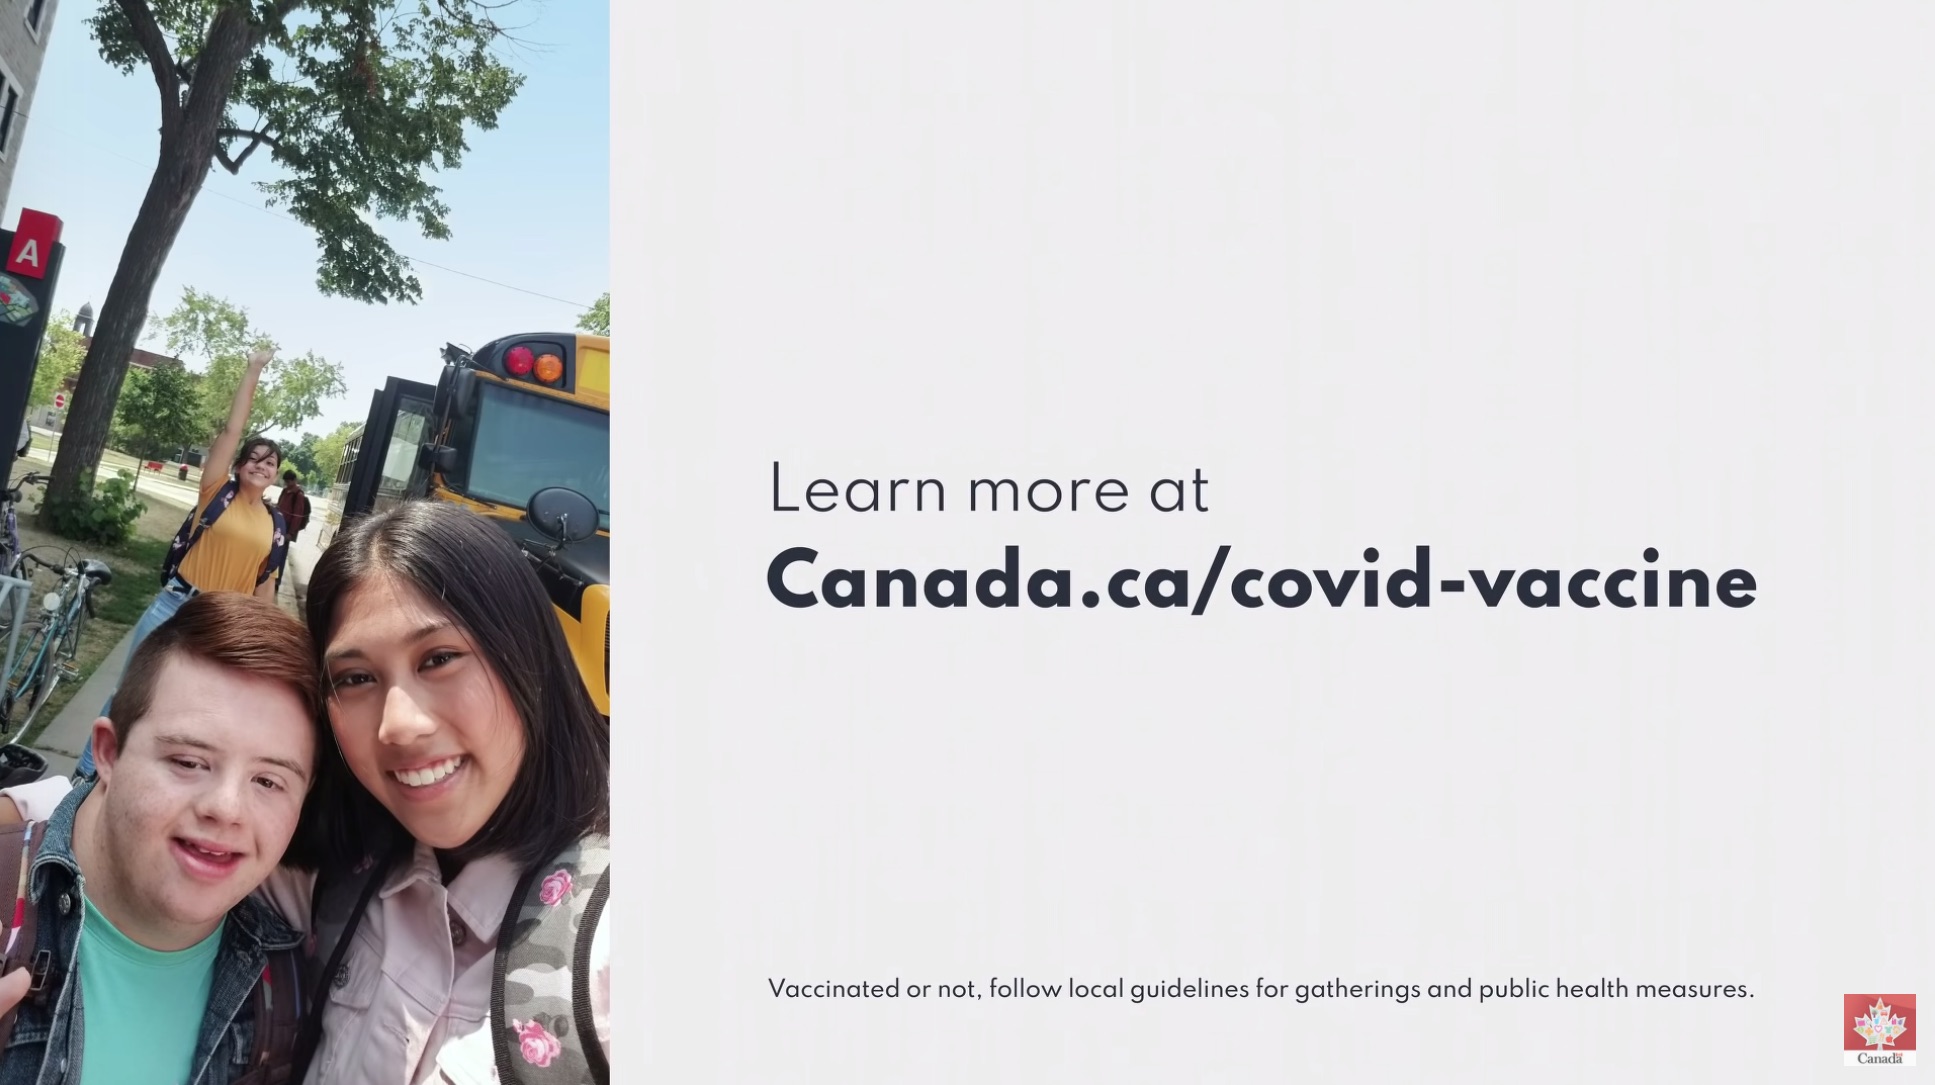 A
Learn more at
Canada.ca/covid-vaccine
Vaccinated or not, follow local guidelines for gatherings and public health measures.
Canada